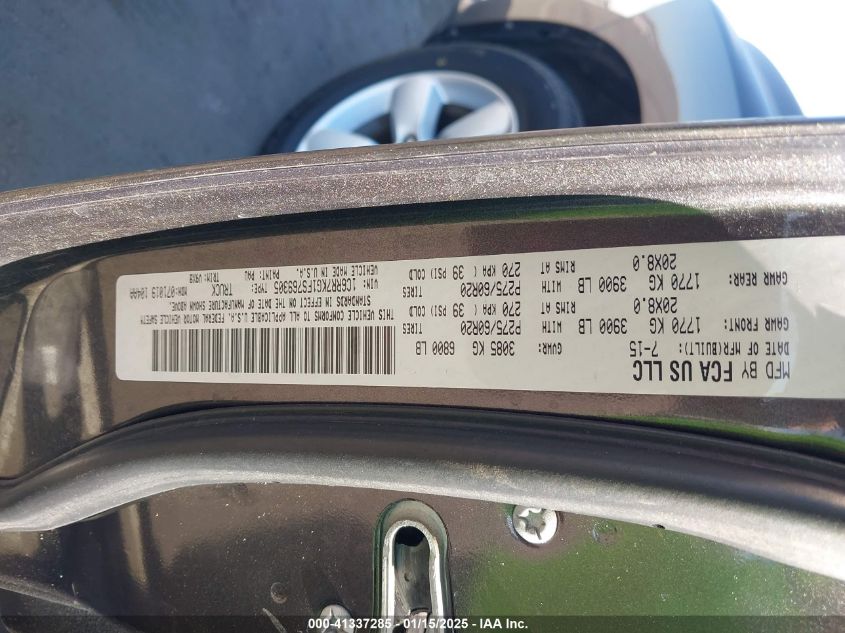 MFD BY FCA US LLC
DATE OF MFR(BUILT): 7-15 GVWR: 3085 KG 6800 LB
GAWR FRONT: 1770 KG 3900 LB WITH P275/60R20 TIRES
20X8.0 RIMS AT 270 KPA ( 39 PSI) COLD
GAWR REAR: 1770 KG 3900 LB WITH P275/60R20 TIRES
20X8.0 RIMS AT 270 KPA ( 39 PSI) COLD
THIS VEHICLE CONFORMS TO ALL APPLICABLE U.S.A. FEDERAL MOTOR VEHICLE SAFETY
STANDARDS IN EFFECT ON THE DATE OF MANUFACTURE SHOWN ABOVE.
VIN: 1C6RR7KG1FS769305 TYPE: TRUCK MDH:071019 104AA
VEHICLE MADE IN U.S.A. PAINT: PAU TRIM: V9X8
000-41337285 - 01/15/2025 - IAA Inc.